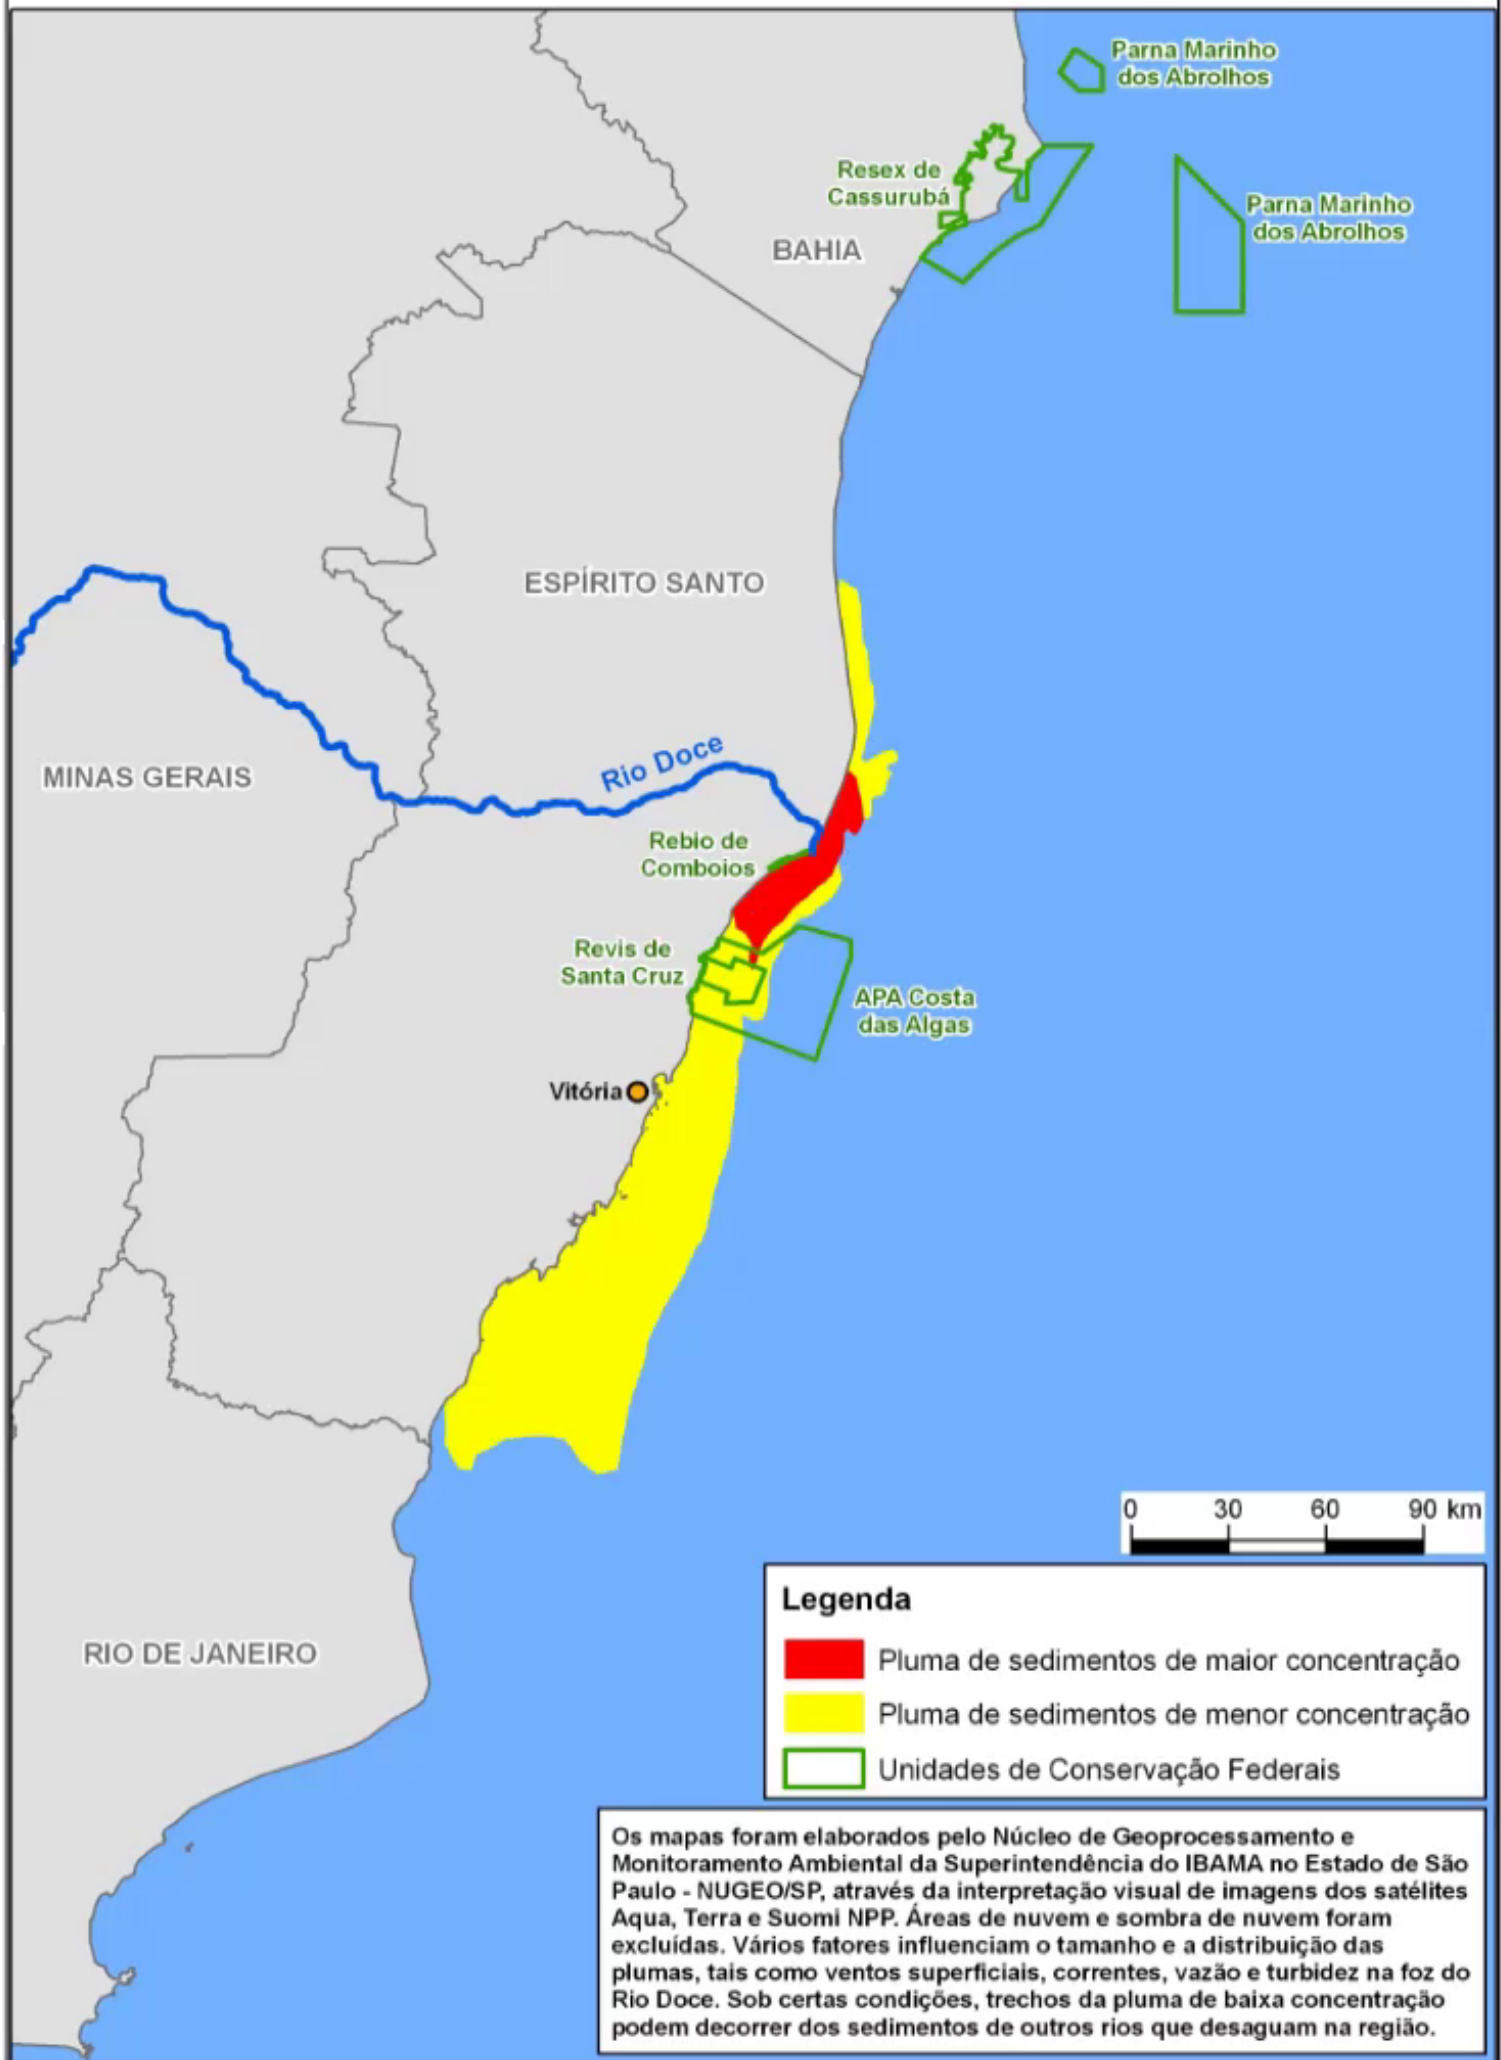 Parna Marinho
dos Abrolhos
Resex de
Cassurubá
Parna Marinho
dos Abrolhos
BAHIA
ESPÍRITO SANTO
Rio Doce
MINAS GERAIS
Rebio de
Comboios
Revis de
Santa Cruz
APA Costa
das Algas
Vitória
0 30 60 90 km
Legenda
RIO DE JANEIRO
Pluma de sedimentos de maior concentração
Pluma de sedimentos de menor concentração
Unidades de Conservação Federais
Os mapas foram elaborados pelo Núcleo de Geoprocessamento e
Monitoramento Ambiental da Superintendência do IBAMA no Estado de São
Paulo - NUGEO/SP, através da interpretação visual de imagens dos satélites
Aqua, Terra e Suomi NPP. Áreas de nuvem e sombra de nuvem foram
excluídas. Vários fatores influenciam o tamanho e a distribuição das
plumas, tais como ventos superficiais, correntes, vazão e turbidez na foz do
Rio Doce. Sob certas condições, trechos da pluma de baixa concentração
podem decorrer dos sedimentos de outros rios que desaguam na região.